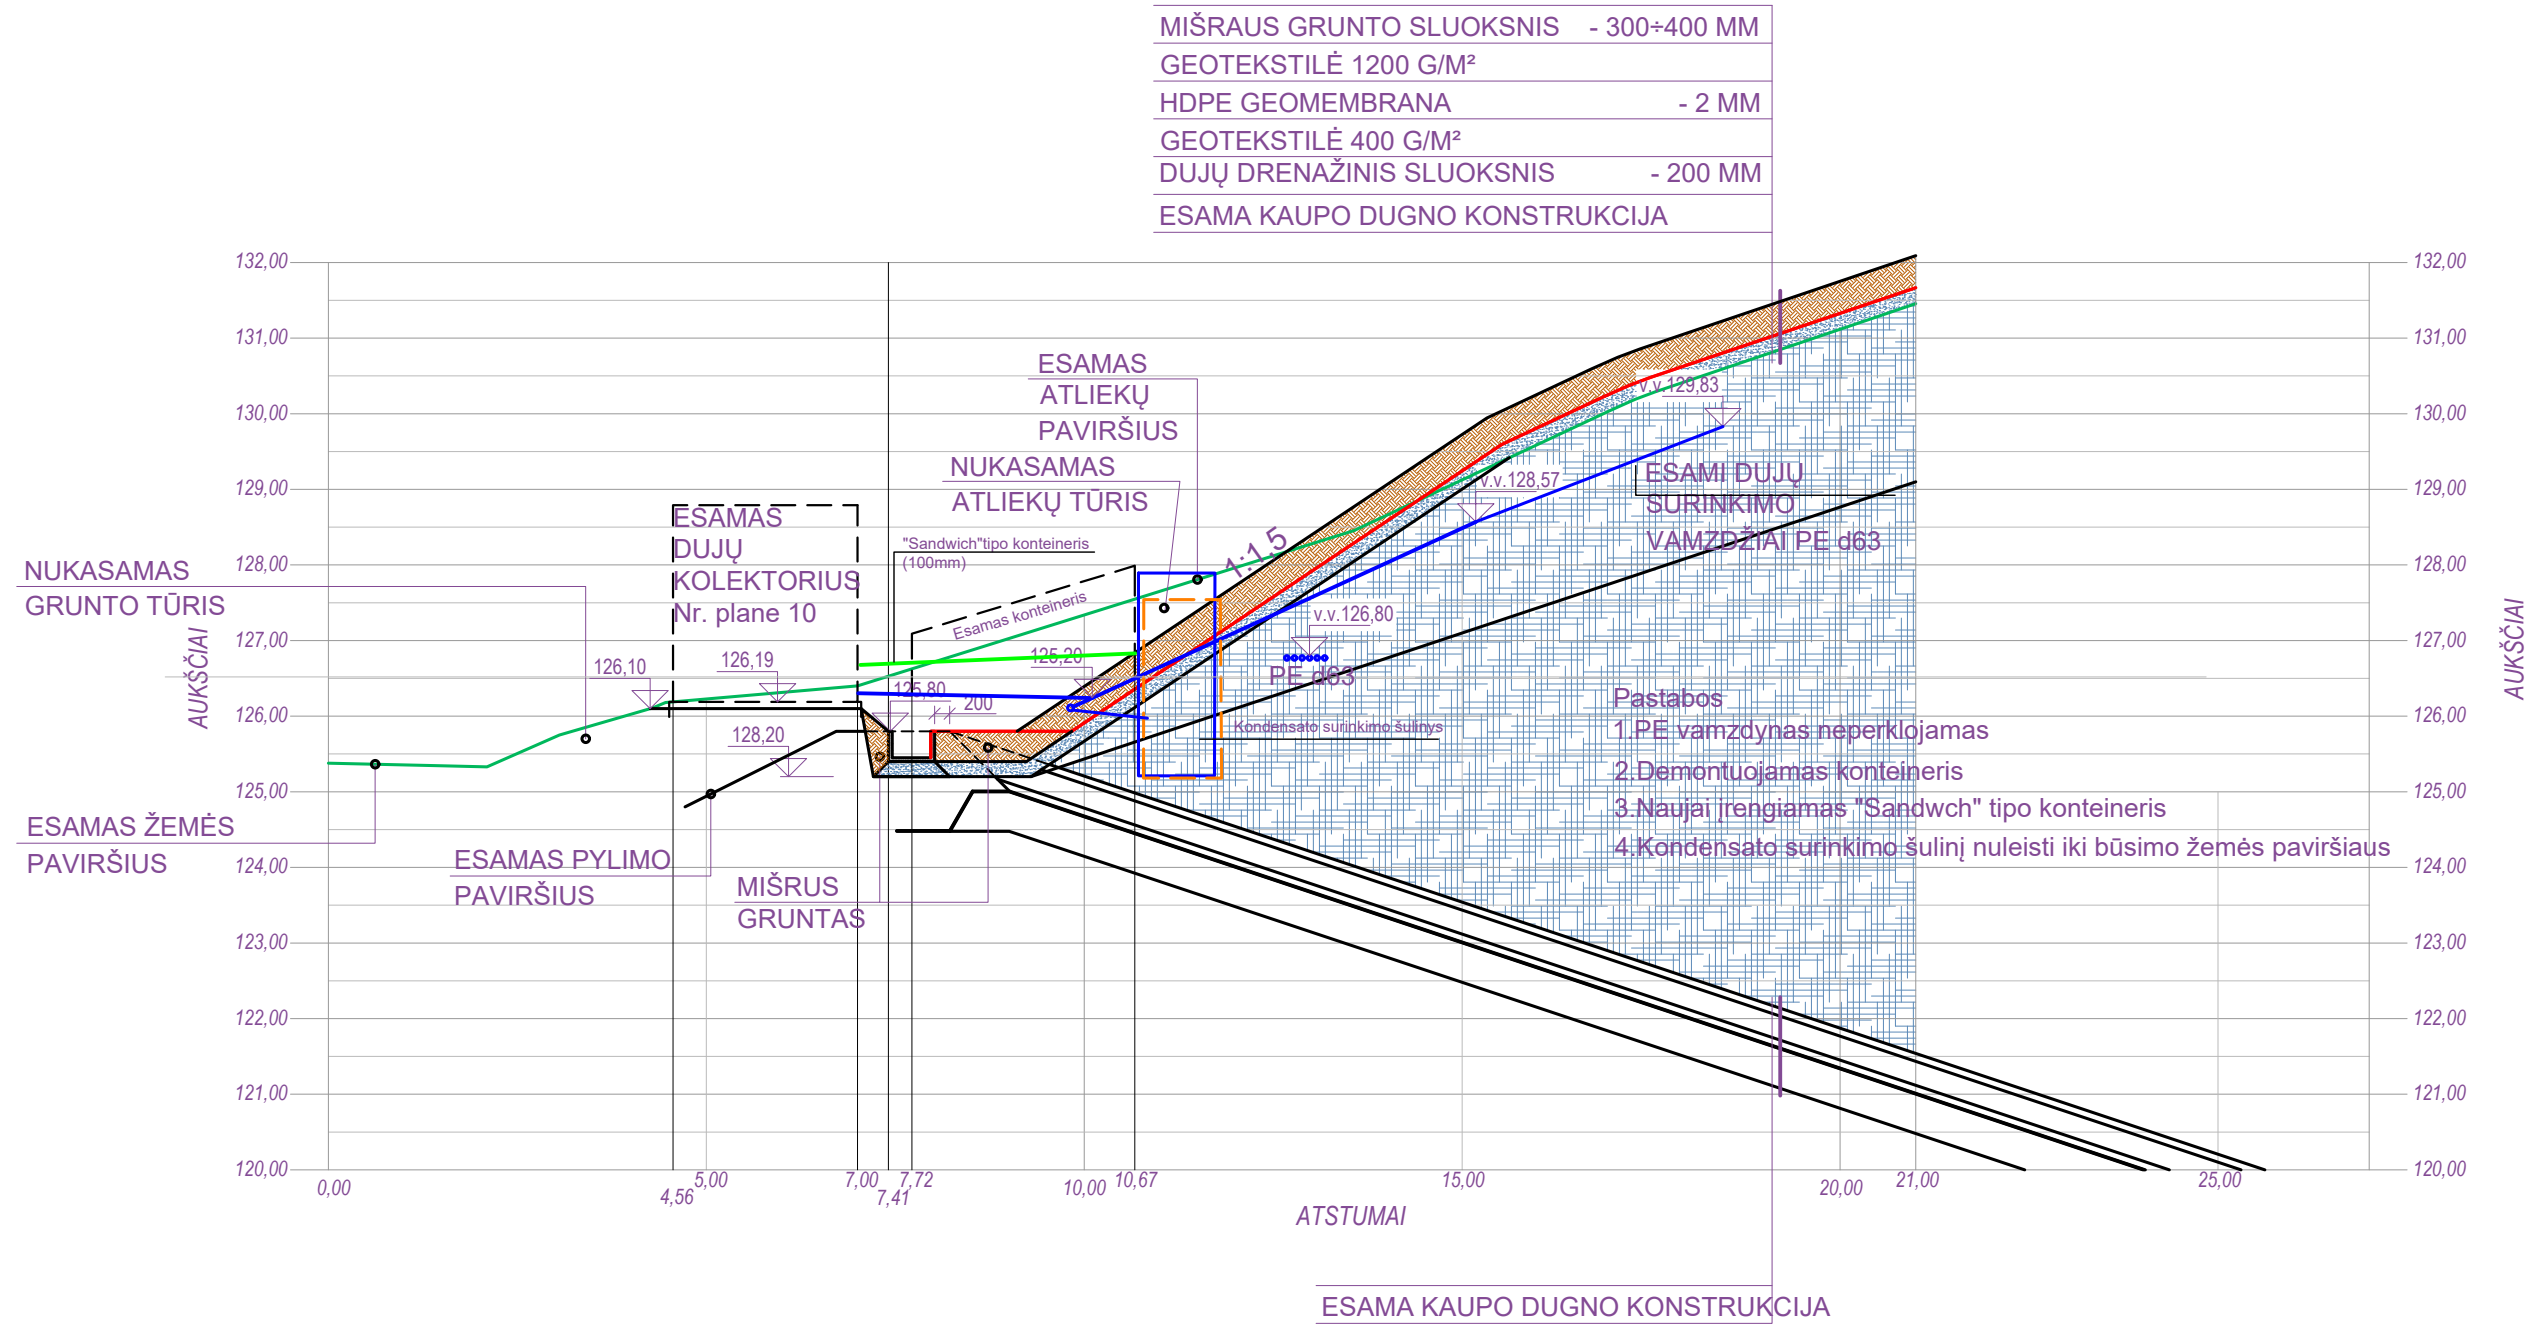 MIŠRAUS GRUNTO SLUOKSNIS - 300÷400 MM
GEOTEKSTILĖ 1200 G/M²
HDPE GEOMEMBRANA - 2 MM
GEOTEKSTILĖ 400 G/M²
DUJŲ DRENAŽINIS SLUOKSNIS - 200 MM
ESAMA KAUPO DUGNO KONSTRUKCIJA
132,00
131,00
130,00
129,00
128,00
127,00
126,00
125,00
124,00
123,00
122,00
121,00
120,00
AUKŠČIAI
NUKASAMAS
GRUNTO TŪRIS
ESAMAS ŽEMĖS
PAVIRŠIUS
ESAMAS PYLIMO
PAVIRŠIUS
MIŠRUS
GRUNTAS
ESAMAS
DUJŲ
KOLEKTORIUS
Nr. plane 10
126,10
126,19
128,20
"Sandwich"tipo konteineris
(100mm)
Esamas konteineris
125,80
200
125,20
ESAMAS
ATLIEKŲ
PAVIRŠIUS
NUKASAMAS
ATLIEKŲ TŪRIS
1:1,5
v.v.129,83
v.v.128,57
v.v.126,80
PE d63
Kondensato surinkimo šulinys
ESAMI DUJŲ
SURINKIMO
VAMZDŽIAI PE d63
Pastabos
1.PE vamzdynas neperklojamas
2.Demontuojamas konteineris
3.Naujai įrengiamas "Sandwch" tipo konteineris
4.Kondensato surinkimo šulinį nuleisti iki būsimo žemės paviršiaus
132,00
131,00
130,00
129,00
128,00
127,00
126,00
125,00
124,00
123,00
122,00
121,00
120,00
AUKŠČIAI
0,00
4,56
5,00
7,00
7,41
7,72
10,00
10,67
15,00
20,00
21,00
25,00
ATSTUMAI
ESAMA KAUPO DUGNO KONSTRUKCIJA